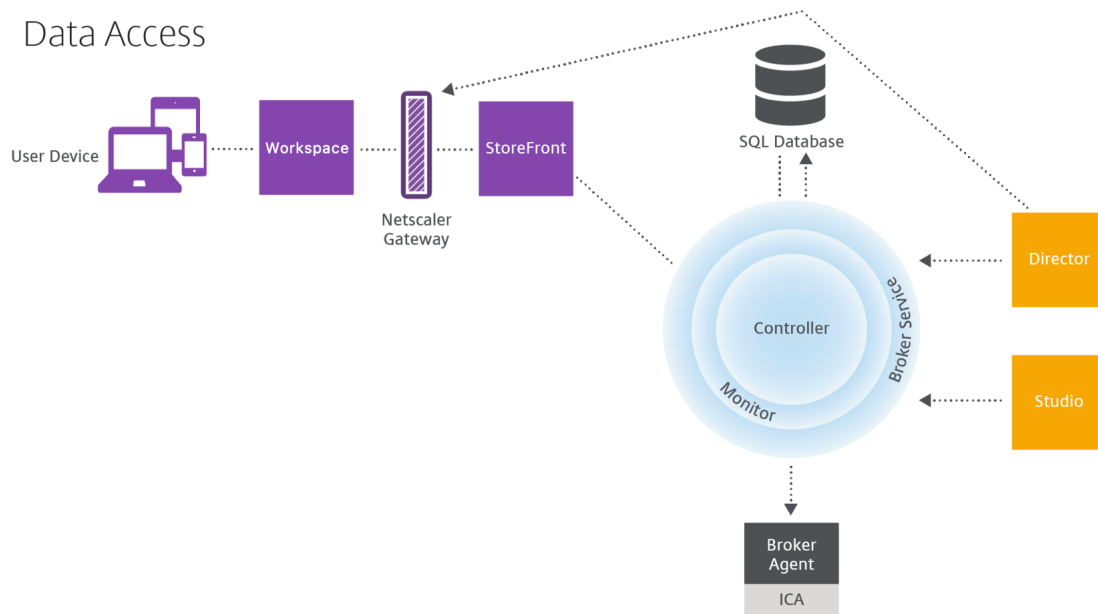 Data Access
User Device
Workspace
Netscaler
Gateway
StoreFront
SQL Database
Controller
Monitor
Broker Service
Director
Studio
Broker
Agent
ICA